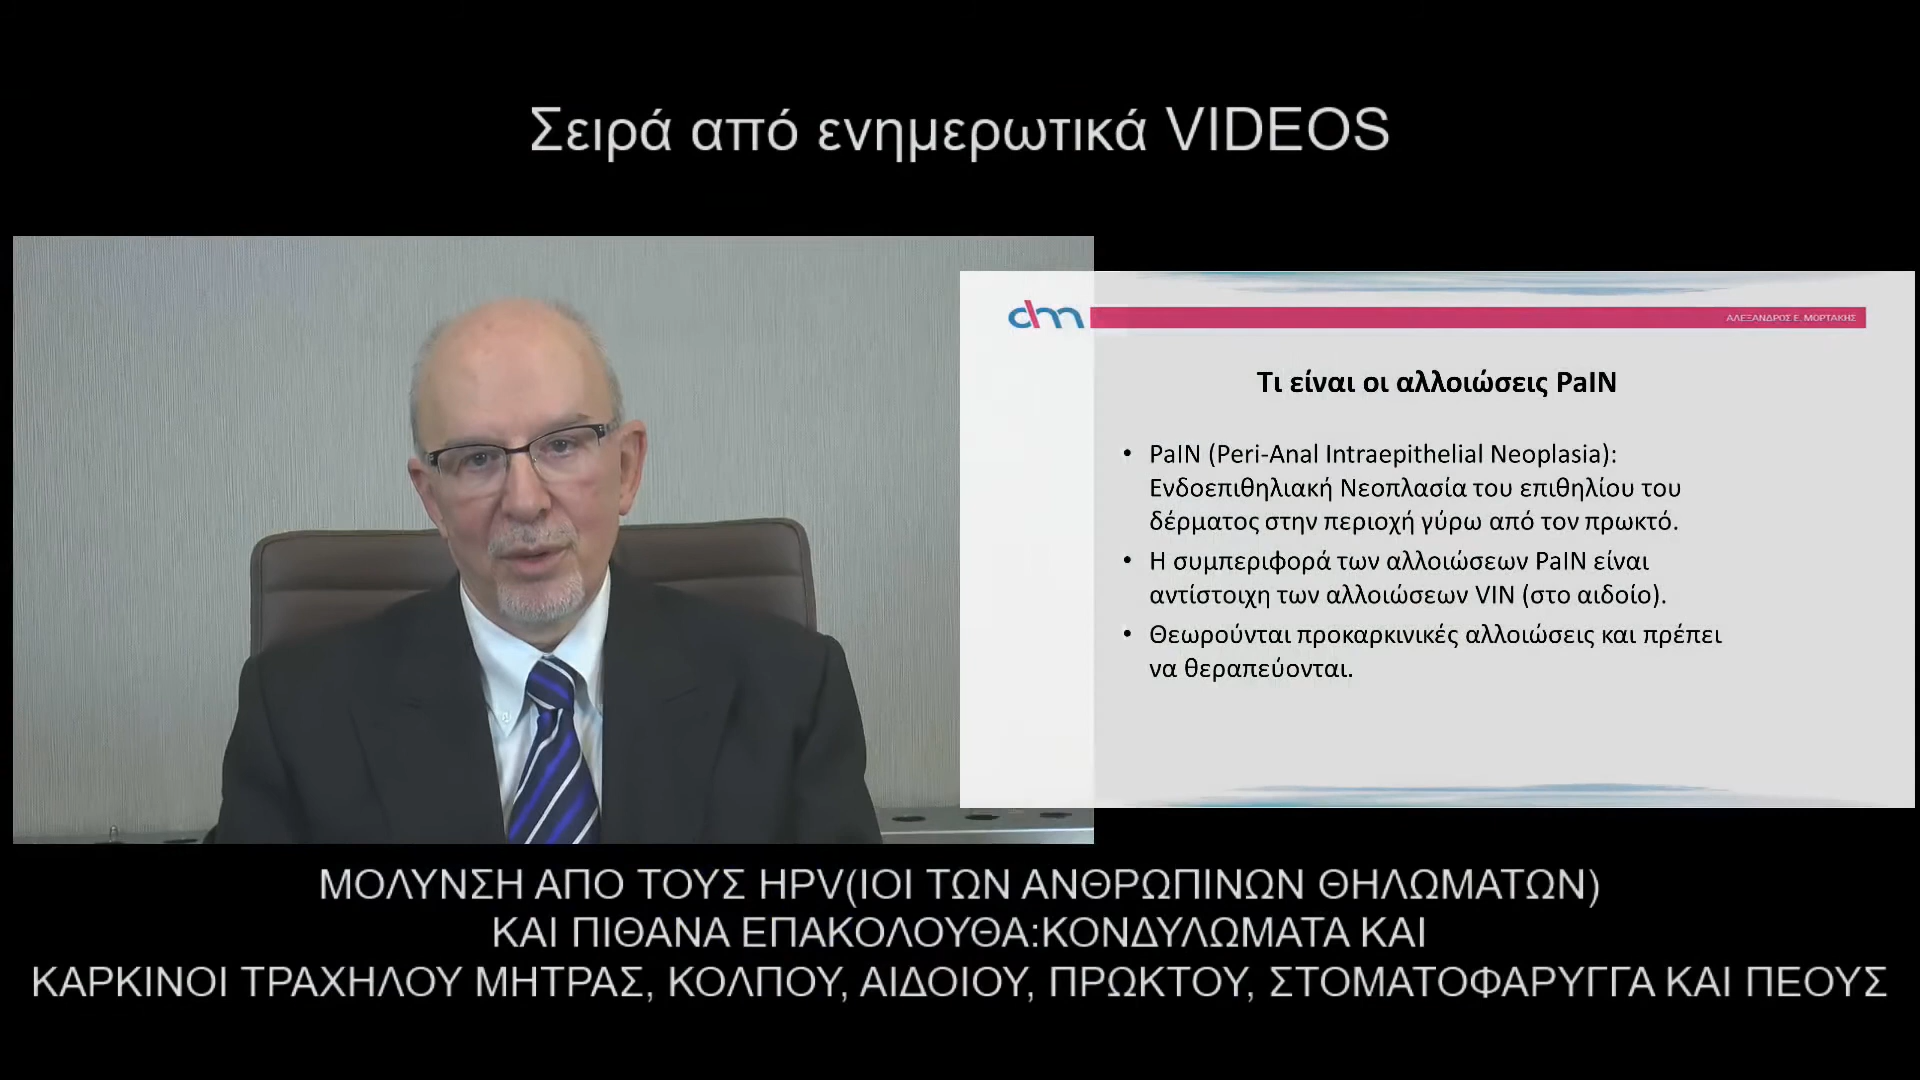 Σειρά από ενημερωτικά VIDEOS
dm
ΑΛΕΞΑΝΔΡΟΣ Ε. ΜΟΡΤΑΚΗΣ
Τι είναι οι αλλοιώσεις PaIN
• PaIN (Peri-Anal Intraepithelial Neoplasia):
Ενδοεπιθηλιακή Νεοπλασία του επιθηλίου του
δέρματος στην περιοχή γύρω από τον πρωκτό.
• Η συμπεριφορά των αλλοιώσεων PaIN είναι
αντίστοιχη των αλλοιώσεων VIN (στο αιδοίο).
• Θεωρούνται προκαρκινικές αλλοιώσεις και πρέπει
να θεραπεύονται.
ΜΟΛΥΝΣΗ ΑΠΟ ΤΟΥΣ HPV(ΙΟΙ ΤΩΝ ΑΝΘΡΩΠΙΝΩΝ ΘΗΛΩΜΑΤΩΝ)
ΚΑΙ ΠΙΘΑΝΑ ΕΠΑΚΟΛΟΥΘΑ:ΚΟΝΔΥΛΩΜΑΤΑ ΚΑΙ
ΚΑΡΚΙΝΟΙ ΤΡΑΧΗΛΟΥ ΜΗΤΡΑΣ, ΚΟΛΠΟΥ, ΑΙΔΟΙΟΥ, ΠΡΩΚΤΟΥ, ΣΤΟΜΑΤΟΦΑΡΥΓΓΑ ΚΑΙ ΠΕΟΥΣ